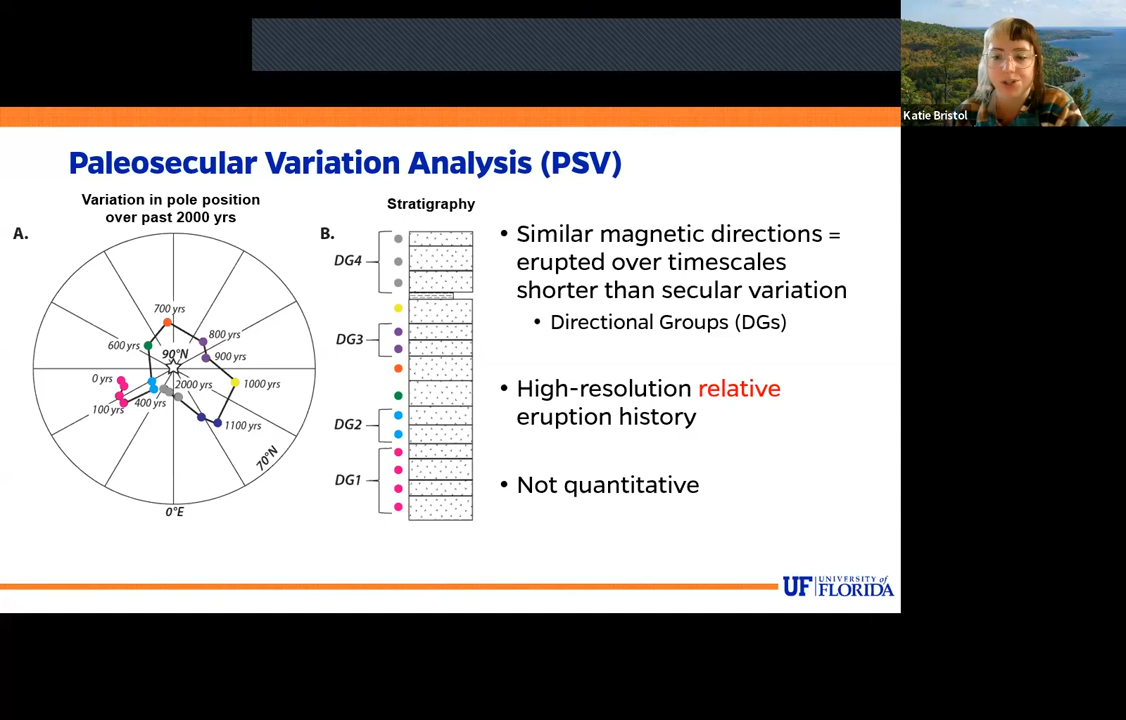 Katie Bristol
Paleosecular Variation Analysis (PSV)
Variation in pole position
over past 2000 yrs
A.
700 yrs
800 yrs
600 yrs
90°N
900 yrs
0 yrs
2000 yrs
1000 yrs
100 yrs
400 yrs
1100 yrs
70°N
0°E
Stratigraphy
B.
DG4
DG3
DG2
DG1
• Similar magnetic directions =
erupted over timescales
shorter than secular variation
• Directional Groups (DGs)
• High-resolution relative
eruption history
• Not quantitative
UF UNIVERSITY of
FLORIDA